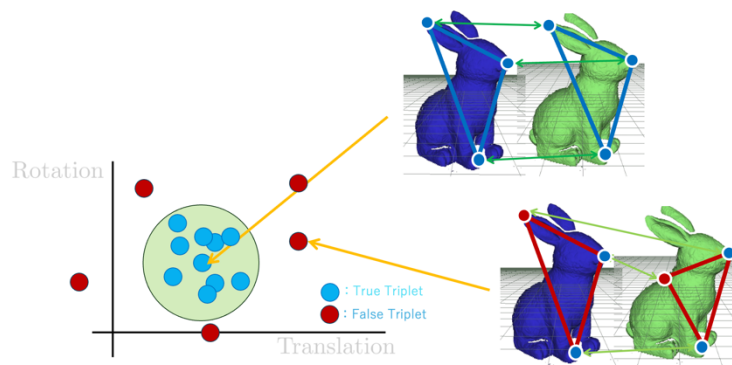 Rotation
: True Triplet
: False Triplet
Translation